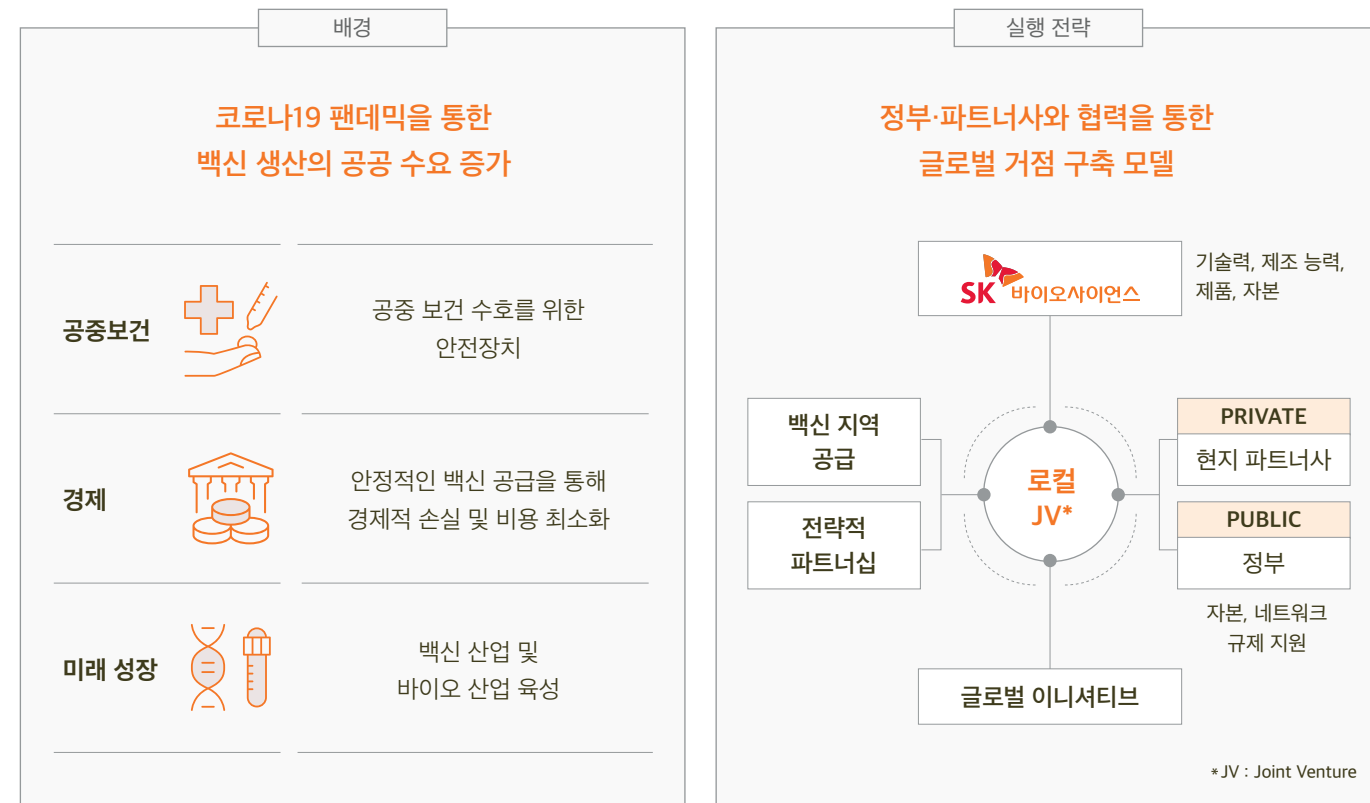 배경
코로나19 팬데믹을 통한
백신 생산의 공공 수요 증가
공중보건
공중 보건 수호를 위한
안전장치
경제
안정적인 백신 공급을 통해
경제적 손실 및 비용 최소화
미래 성장
백신 산업 및
바이오 산업 육성
실행 전략
정부·파트너사와 협력을 통한
글로벌 거점 구축 모델
SK 바이오사이언스
기술력, 제조 능력,
제품, 자본
백신 지역
공급
전략적
파트너십
로컬
JV*
PRIVATE
현지 파트너사
PUBLIC
정부
자본, 네트워크
규제 지원
글로벌 이니셔티브
*JV : Joint Venture